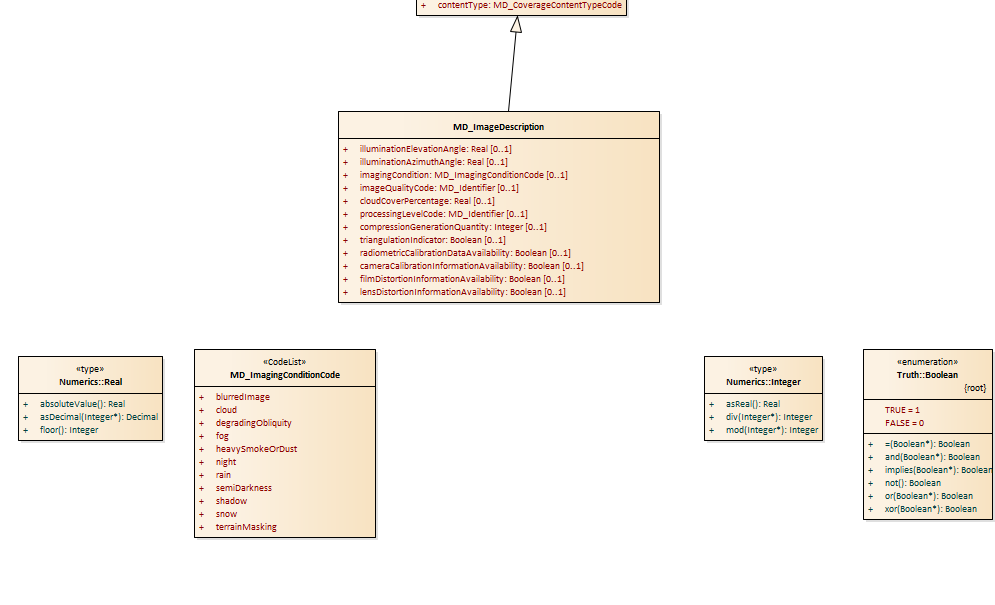 + contentType: MD_CoverageContentTypeCode
MD_ImageDescription
+ illuminationElevationAngle: Real [0..1]
+ illuminationAzimuthAngle: Real [0..1]
+ imagingCondition: MD_ImagingConditionCode [0..1]
+ imageQualityCode: MD_Identifier [0..1]
+ cloudCoverPercentage: Real [0..1]
+ processingLevelCode: MD_Identifier [0..1]
+ compressionGenerationQuantity: Integer [0..1]
+ triangulationIndicator: Boolean [0..1]
+ radiometricCalibrationDataAvailability: Boolean [0..1]
+ cameraCalibrationInformationAvailability: Boolean [0..1]
+ filmDistortionInformationAvailability: Boolean [0..1]
+ lensDistortionInformationAvailability: Boolean [0..1]
«type»
Numerics::Real
+ absoluteValue(): Real
+ asDecimal(Integer*): Decimal
+ floor(): Integer
«CodeList»
MD_ImagingConditionCode
+ blurredImage
+ cloud
+ degradingObliquity
+ fog
+ heavySmokeOrDust
+ night
+ rain
+ semiDarkness
+ shadow
+ snow
+ terrainMasking
«type»
Numerics::Integer
+ asReal(): Real
+ div(Integer*): Integer
+ mod(Integer*): Integer
«enumeration»
Truth::Boolean
{root}
TRUE = 1
FALSE = 0
+ =(Boolean*): Boolean
+ and(Boolean*): Boolean
+ implies(Boolean*): Boolean
+ not(): Boolean
+ or(Boolean*): Boolean
+ xor(Boolean*): Boolean